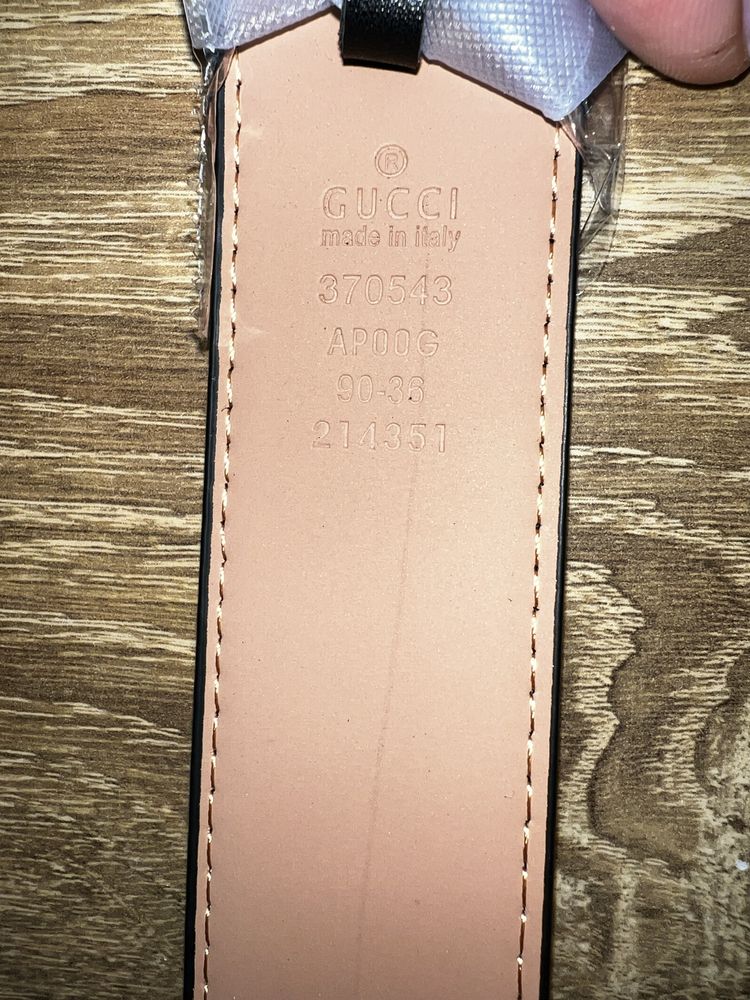 ®
GUCCI
made in italy
370543
AP00G
90-36
214351